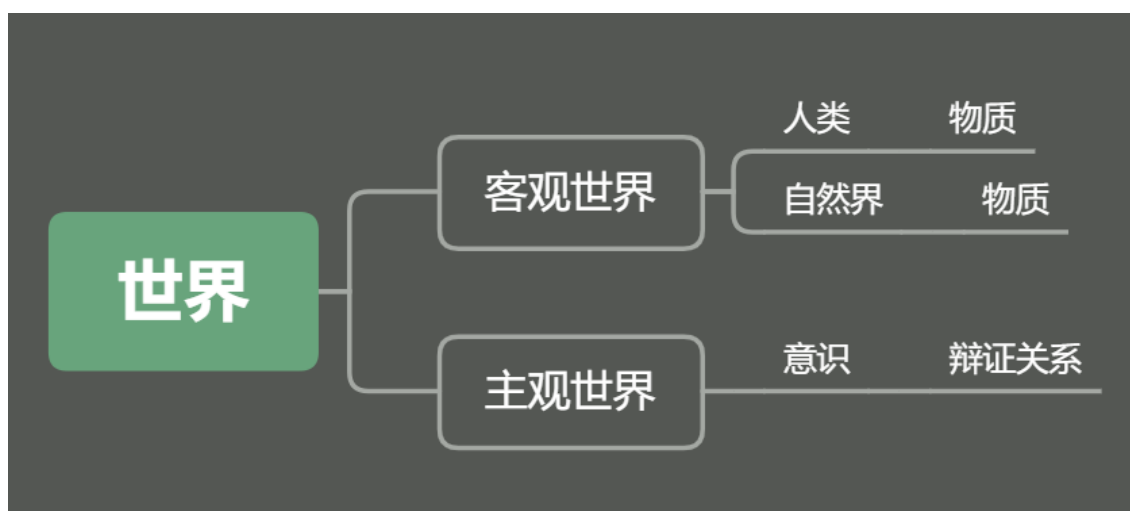 世界
客观世界
人类 物质
自然界 物质
主观世界
意识 辩证关系